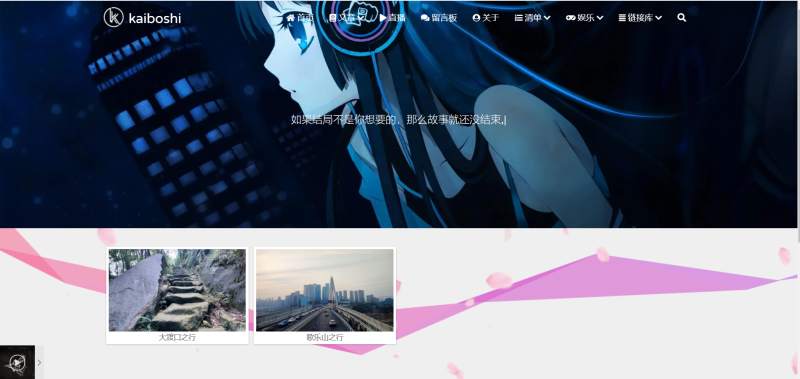 kaiboshi
首页
文章
直播
留言板
关于
清单
娱乐
链接库
如果结局不是你想要的，那么故事就还没结束,|
大渡口之行
歌乐山之行